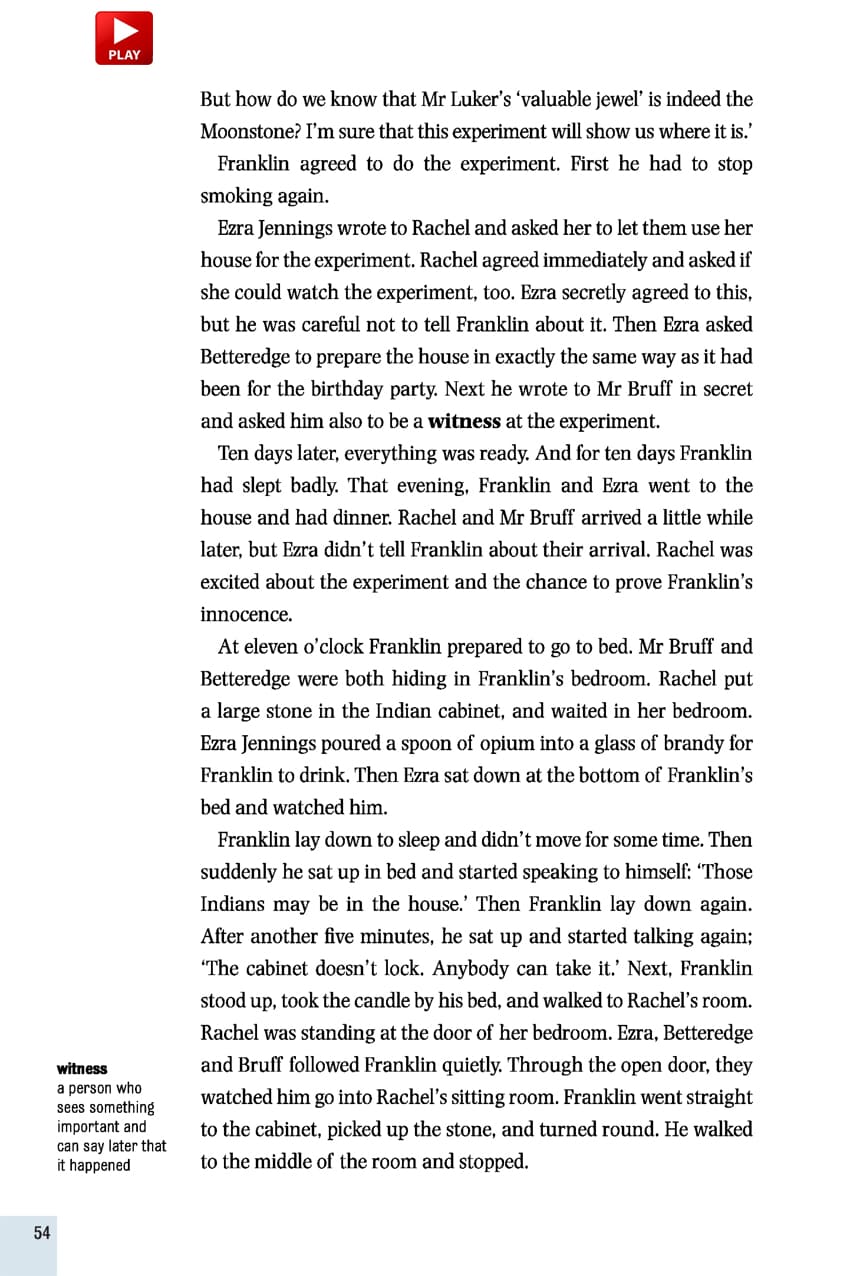 PLAY
But how do we know that Mr Luker’s ‘valuable jewel’ is indeed the
Moonstone? I’m sure that this experiment will show us where it is.’
Franklin agreed to do the experiment. First he had to stop
smoking again.
Ezra Jennings wrote to Rachel and asked her to let them use her
house for the experiment. Rachel agreed immediately and asked if
she could watch the experiment, too. Ezra secretly agreed to this,
but he was careful not to tell Franklin about it. Then Ezra asked
Betteredge to prepare the house in exactly the same way as it had
been for the birthday party. Next he wrote to Mr Bruff in secret
and asked him also to be a witness at the experiment.
Ten days later, everything was ready. And for ten days Franklin
had slept badly. That evening, Franklin and Ezra went to the
house and had dinner. Rachel and Mr Bruff arrived a little while
later, but Ezra didn’t tell Franklin about their arrival. Rachel was
excited about the experiment and the chance to prove Franklin’s
innocence.
At eleven o’clock Franklin prepared to go to bed. Mr Bruff and
Betteredge were both hiding in Franklin’s bedroom. Rachel put
a large stone in the Indian cabinet, and waited in her bedroom.
Ezra Jennings poured a spoon of opium into a glass of brandy for
Franklin to drink. Then Ezra sat down at the bottom of Franklin’s
bed and watched him.
Franklin lay down to sleep and didn’t move for some time. Then
suddenly he sat up in bed and started speaking to himself: ‘Those
Indians may be in the house.’ Then Franklin lay down again.
After another five minutes, he sat up and started talking again;
‘The cabinet doesn’t lock. Anybody can take it.’ Next, Franklin
stood up, took the candle by his bed, and walked to Rachel’s room.
Rachel was standing at the door of her bedroom. Ezra, Betteredge
and Bruff followed Franklin quietly. Through the open door, they
watched him go into Rachel’s sitting room. Franklin went straight
to the cabinet, picked up the stone, and turned round. He walked
to the middle of the room and stopped.
witness
a person who
sees something
important and
can say later that
it happened
54